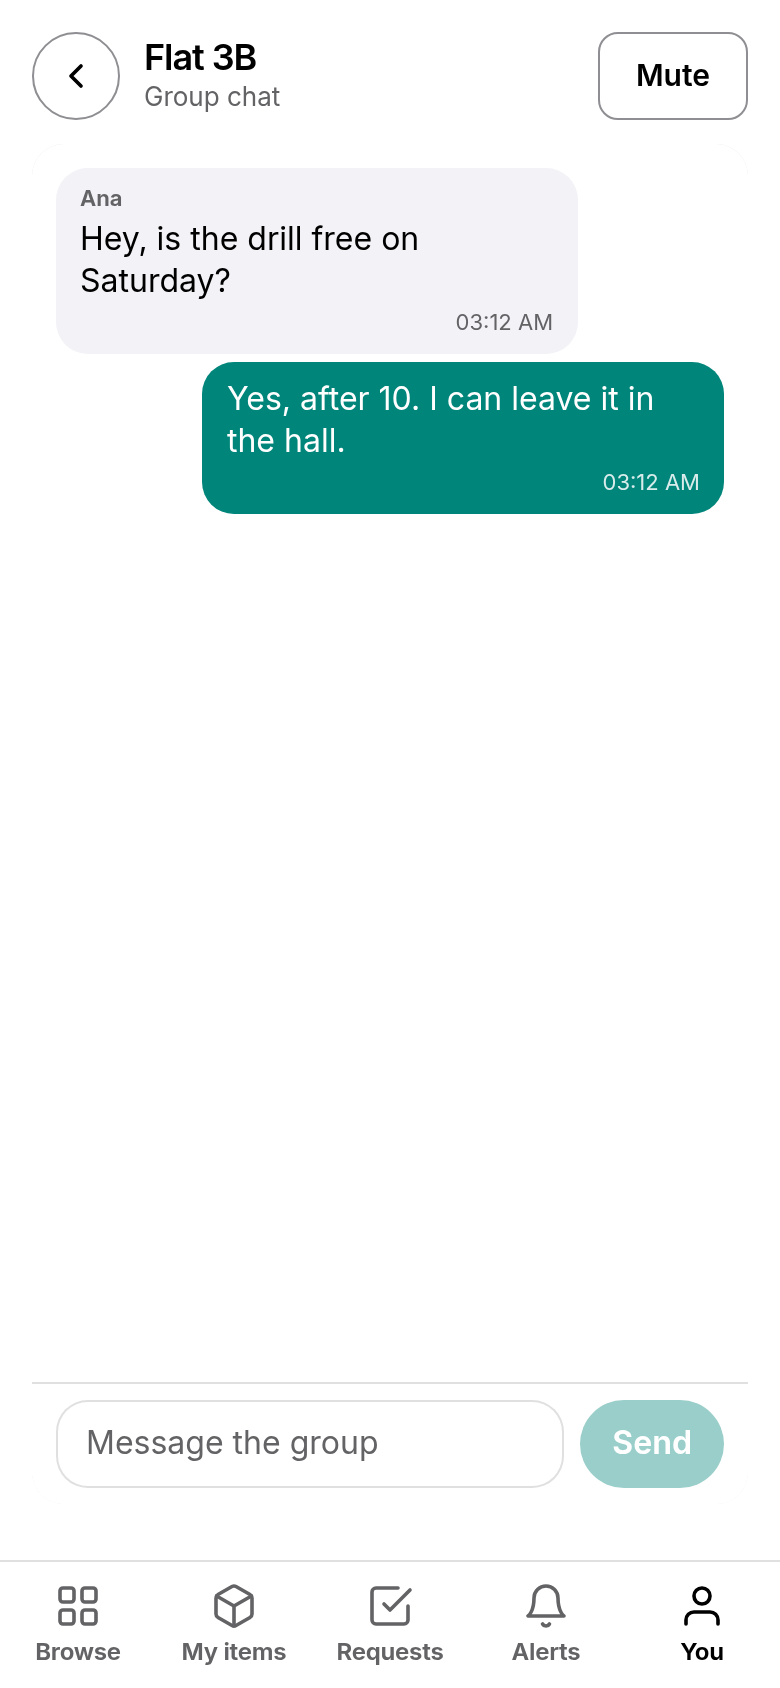 Flat 3B
Group chat
Mute
Ana
Hey, is the drill free on
Saturday?
03:12 AM
Yes, after 10. I can leave it in
the hall.
03:12 AM
Message the group
Send
Browse
My items
Requests
Alerts
You